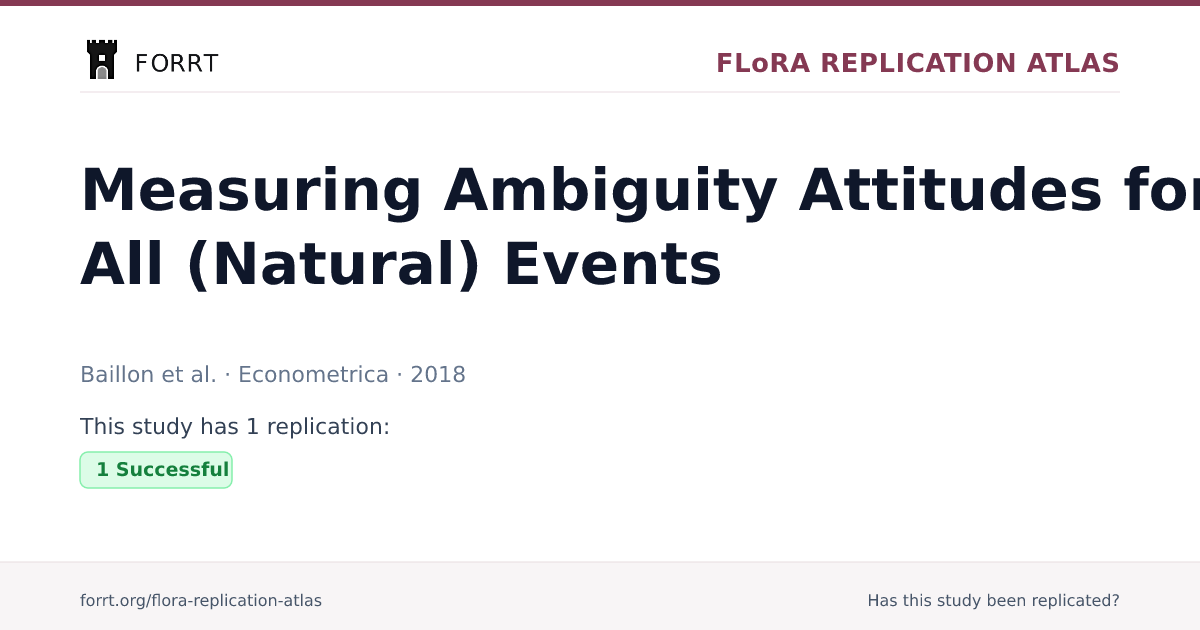 FORRT
FLoRA REPLICATION ATLAS
Measuring Ambiguity Attitudes for
All (Natural) Events
Baillon et al. · Econometrica · 2018
This study has 1 replication:
1 Successful
forrt.org/flora-replication-atlas
Has this study been replicated?